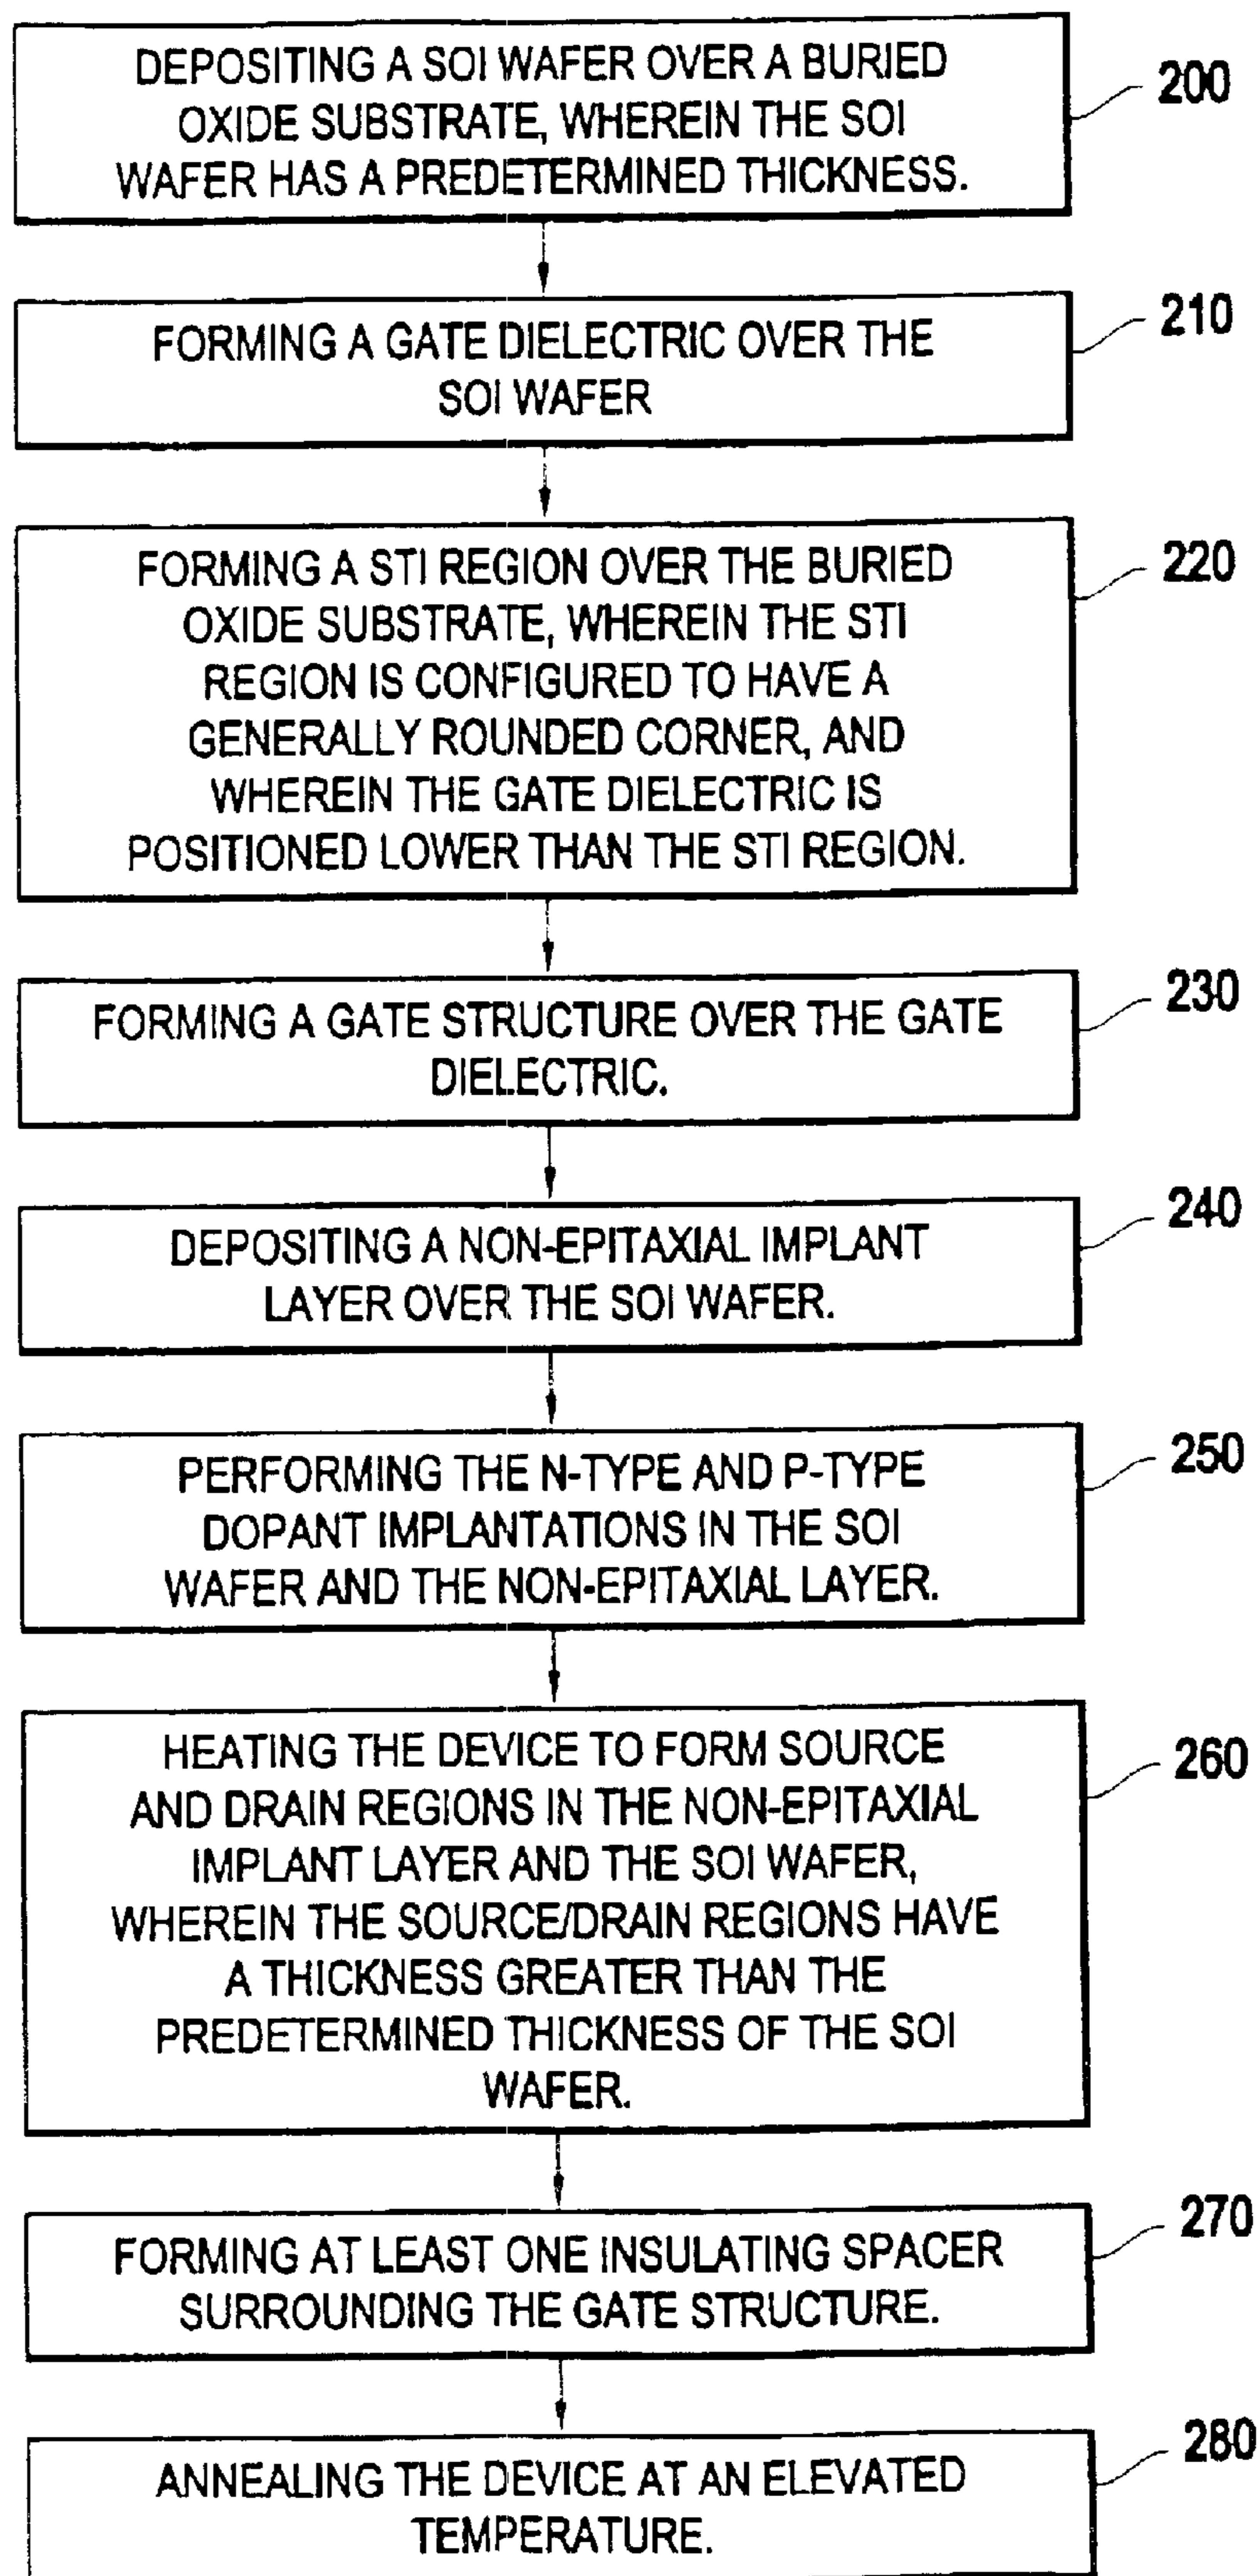 DEPOSITING A SOI WAFER OVER A BURIED
OXIDE SUBSTRATE, WHEREIN THE SOI
WAFER HAS A PREDETERMINED THICKNESS.
200
FORMING A GATE DIELECTRIC OVER THE
SOI WAFER
210
FORMING A STI REGION OVER THE BURIED
OXIDE SUBSTRATE, WHEREIN THE STI
REGION IS CONFIGURED TO HAVE A
GENERALLY ROUNDED CORNER, AND
WHEREIN THE GATE DIELECTRIC IS
POSITIONED LOWER THAN THE STI REGION.
220
FORMING A GATE STRUCTURE OVER THE GATE
DIELECTRIC.
230
DEPOSITING A NON-EPITAXIAL IMPLANT
LAYER OVER THE SOI WAFER.
240
PERFORMING THE N-TYPE AND P-TYPE
DOPANT IMPLANTATIONS IN THE SOI
WAFER AND THE NON-EPITAXIAL LAYER.
250
HEATING THE DEVICE TO FORM SOURCE
AND DRAIN REGIONS IN THE NON-EPITAXIAL
IMPLANT LAYER AND THE SOI WAFER,
WHEREIN THE SOURCE/DRAIN REGIONS HAVE
A THICKNESS GREATER THAN THE
PREDETERMINED THICKNESS OF THE SOI
WAFER.
260
FORMING AT LEAST ONE INSULATING SPACER
SURROUNDING THE GATE STRUCTURE.
270
ANNEALING THE DEVICE AT AN ELEVATED
TEMPERATURE.
280